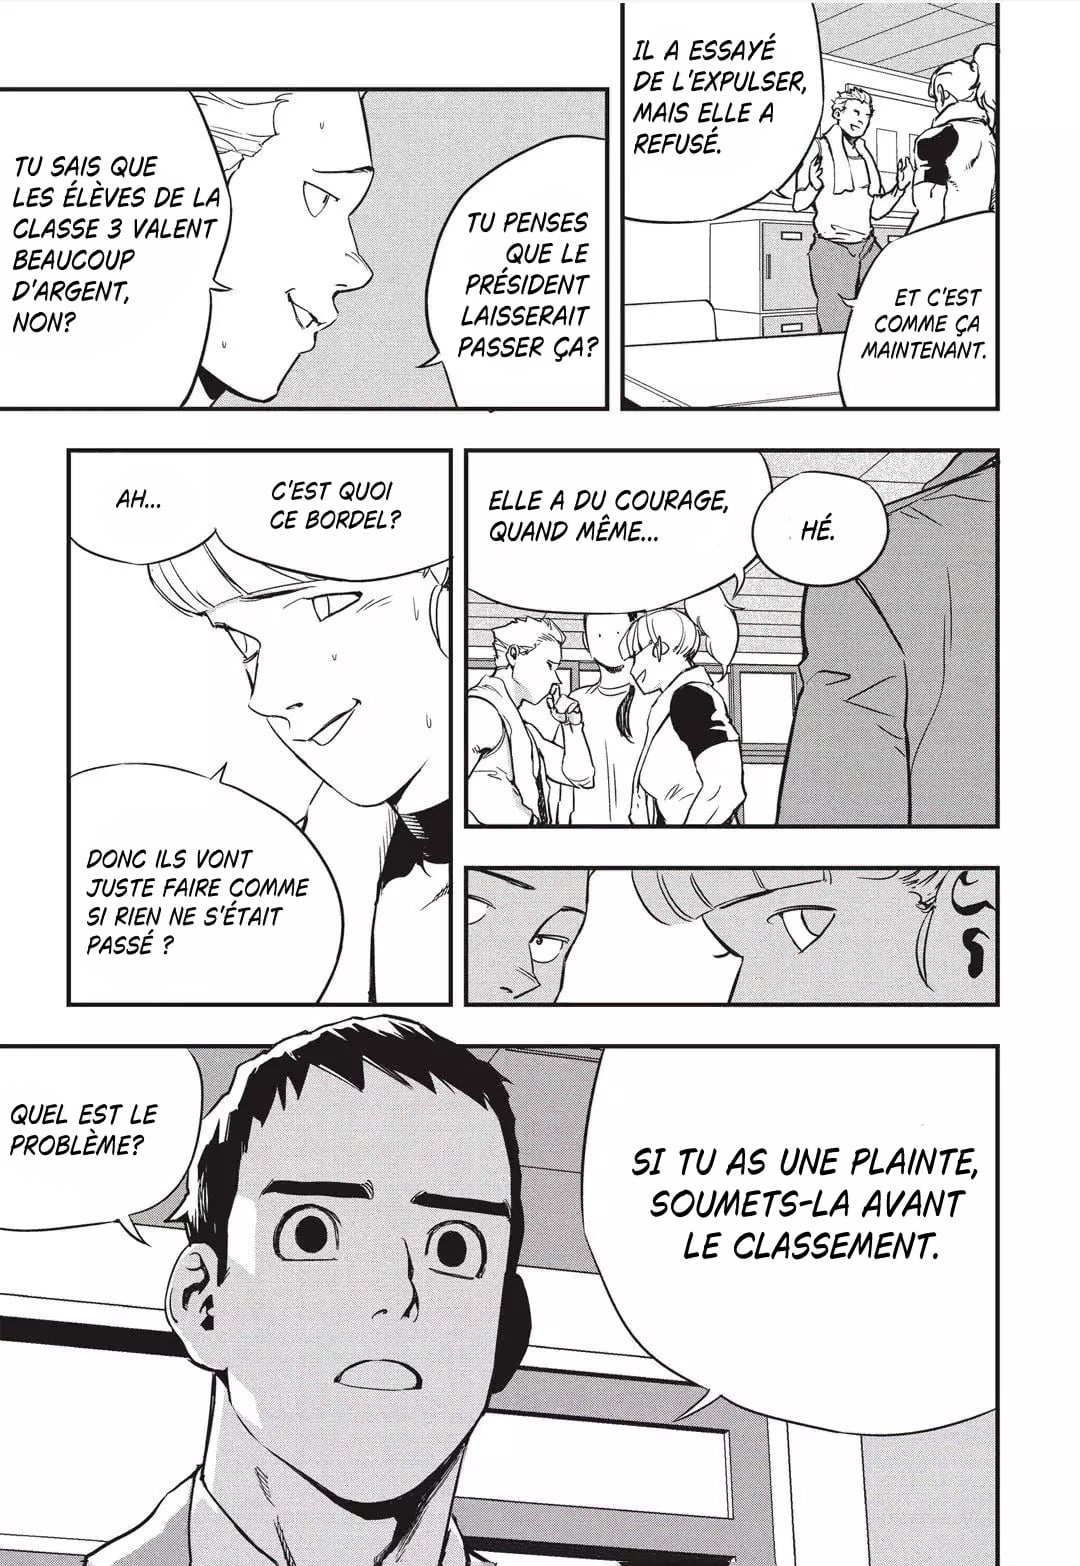 IL A ESSAYÉ
DE L'EXPULSER,
MAIS ELLE A
REFUSÉ.
ET C'EST
COMME ÇA
MAINTENANT.
TU PENSES
QUE LE
PRÉSIDENT
LAISSERAIT
PASSER ÇA?
TU SAIS QUE
LES ÉLÈVES DE LA
CLASSE 3 VALENT
BEAUCOUP
D'ARGENT,
NON?
HÉ.
ELLE A DU COURAGE,
QUAND MÊME...
C'EST QUOI
CE BORDEL?
AH...
DONC ILS VONT
JUSTE FAIRE COMME
SI RIEN NE S'ÉTAIT
PASSÉ ?
SI TU AS UNE PLAINTE,
SOUMETS-LA AVANT
LE CLASSEMENT.
QUEL EST LE
PROBLÈME?